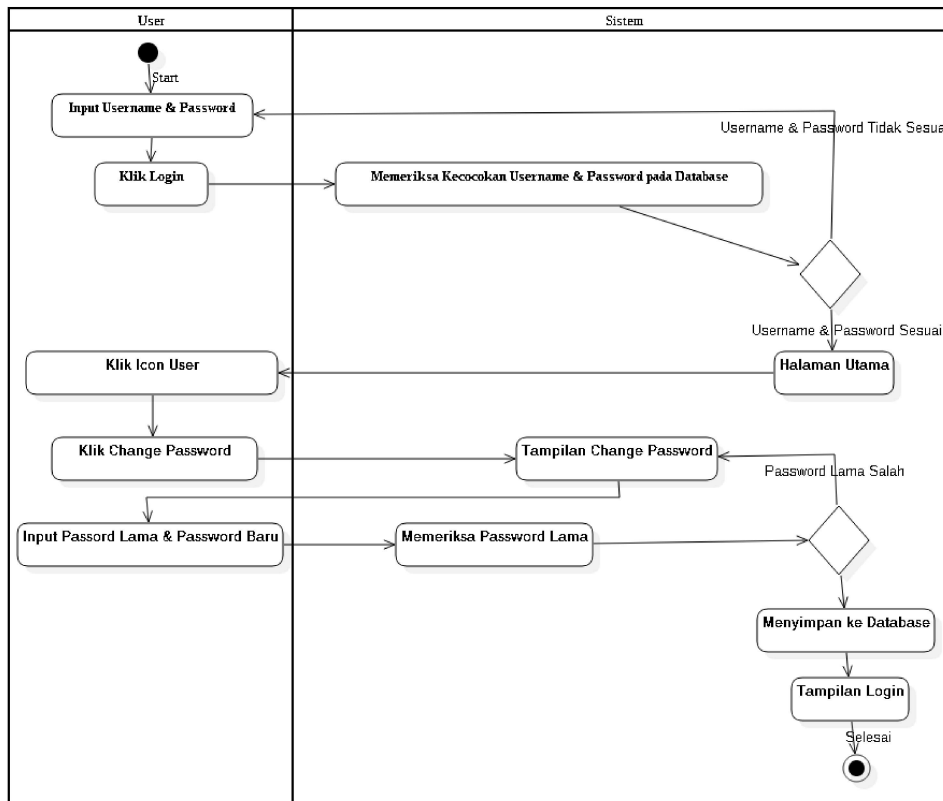 User
Sistem
Start
Input Username & Password
Username & Password Tidak Sesua
Klik Login
Memeriksa Kecocokan Username & Password pada Database
Username & Password Sesuai
Klik Icon User
Halaman Utama
Klik Change Password
Tampilan Change Password
Password Lama Salah
Input Passord Lama & Password Baru
Memeriksa Password Lama
Menyimpan ke Database
Tampilan Login
Selesai